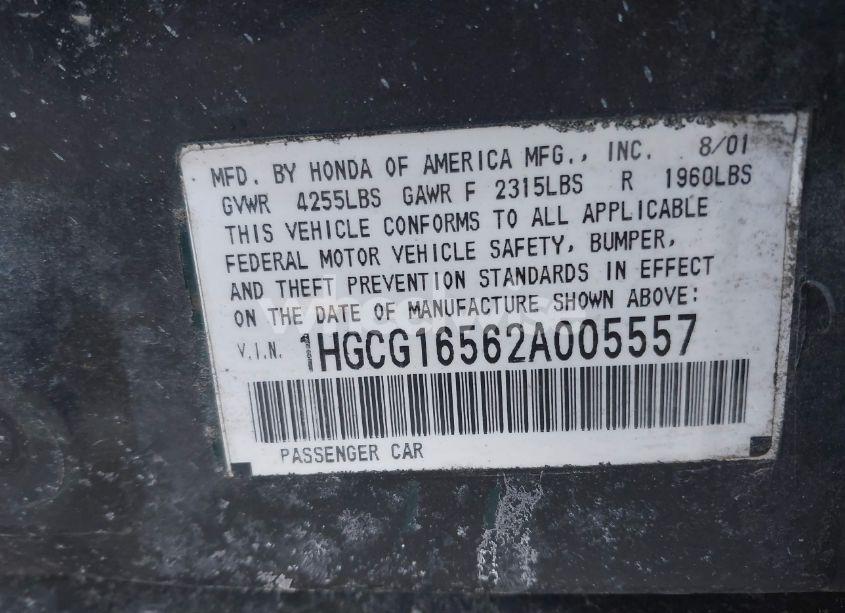 MFD. BY HONDA OF AMERICA MFG., INC. 8/01
GVWR 4255LBS GAWR F 2315LBS R 1960LBS
THIS VEHICLE CONFORMS TO ALL APPLICABLE
FEDERAL MOTOR VEHICLE SAFETY, BUMPER,
AND THEFT PREVENTION STANDARDS IN EFFECT
ON THE DATE OF MANUFACTURE SHOWN ABOVE:
V.I.N. 1HGCG16562A005557
PASSENGER CAR